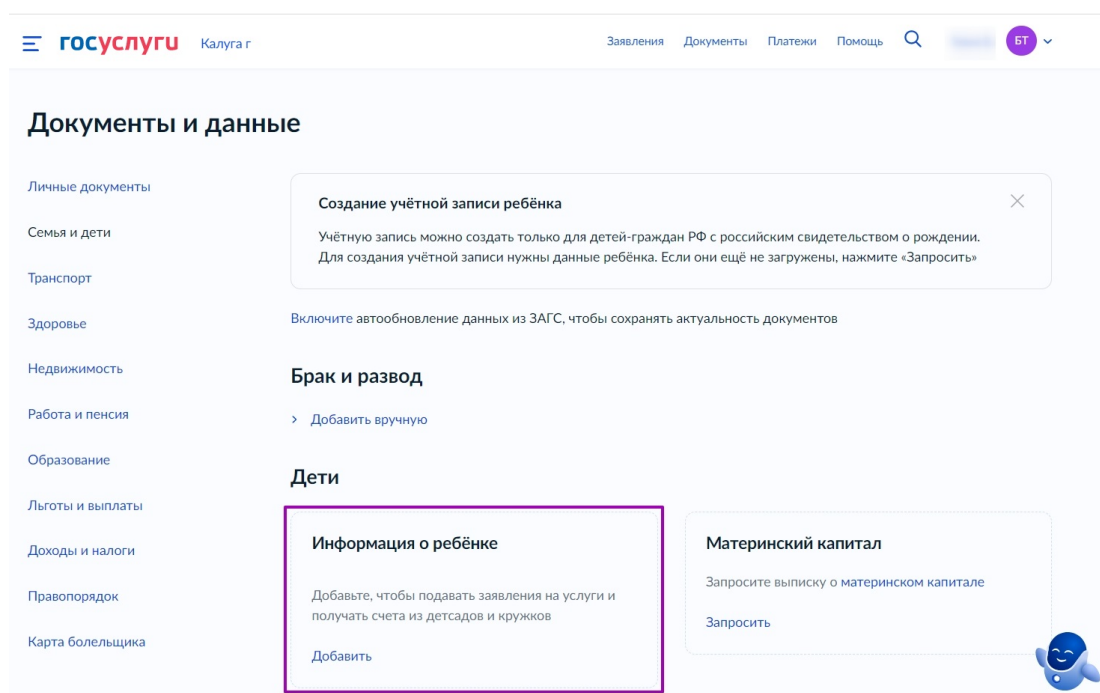 госуслуги Калуга г Заявления Документы Платежи Помощь БТ
Документы и данные
Личные документы
Семья и дети
Транспорт
Здоровье
Недвижимость
Работа и пенсия
Образование
Льготы и выплаты
Доходы и налоги
Правопорядок
Карта болельщика
Создание учётной записи ребёнка
Учётную запись можно создать только для детей-граждан РФ с российским свидетельством о рождении.
Для создания учётной записи нужны данные ребёнка. Если они ещё не загружены, нажмите «Запросить»
Включите автообновление данных из ЗАГС, чтобы сохранять актуальность документов
Брак и развод
Добавить вручную
Дети
Информация о ребёнке
Добавьте, чтобы подавать заявления на услуги и
получать счета из детсадов и кружков
Добавить
Материнский капитал
Запросите выписку о материнском капитале
Запросить